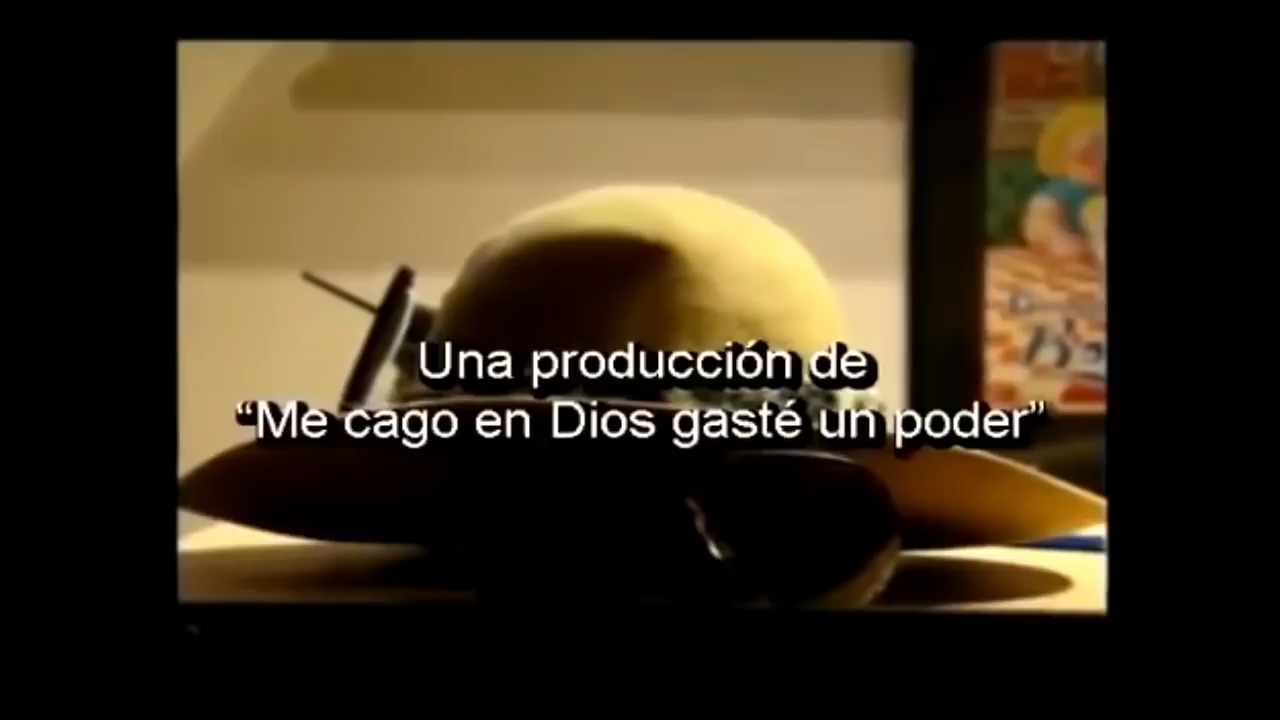 Una producción de
“Me cago en Dios gasté un poder”